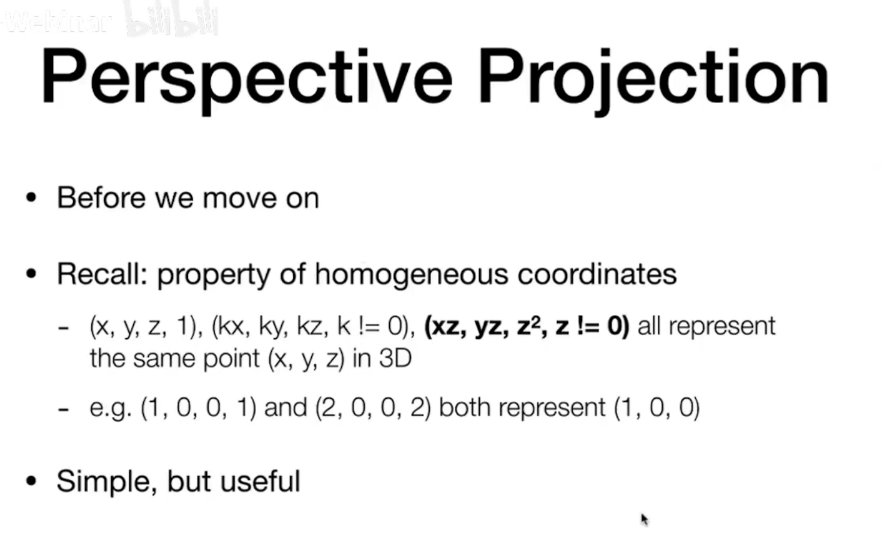 Webinar bilibili
Perspective Projection
• Before we move on
• Recall: property of homogeneous coordinates
- (x, y, z, 1), (kx, ky, kz, k != 0), (xz, yz, z², z != 0) all represent
the same point (x, y, z) in 3D
- e.g. (1, 0, 0, 1) and (2, 0, 0, 2) both represent (1, 0, 0)
• Simple, but useful